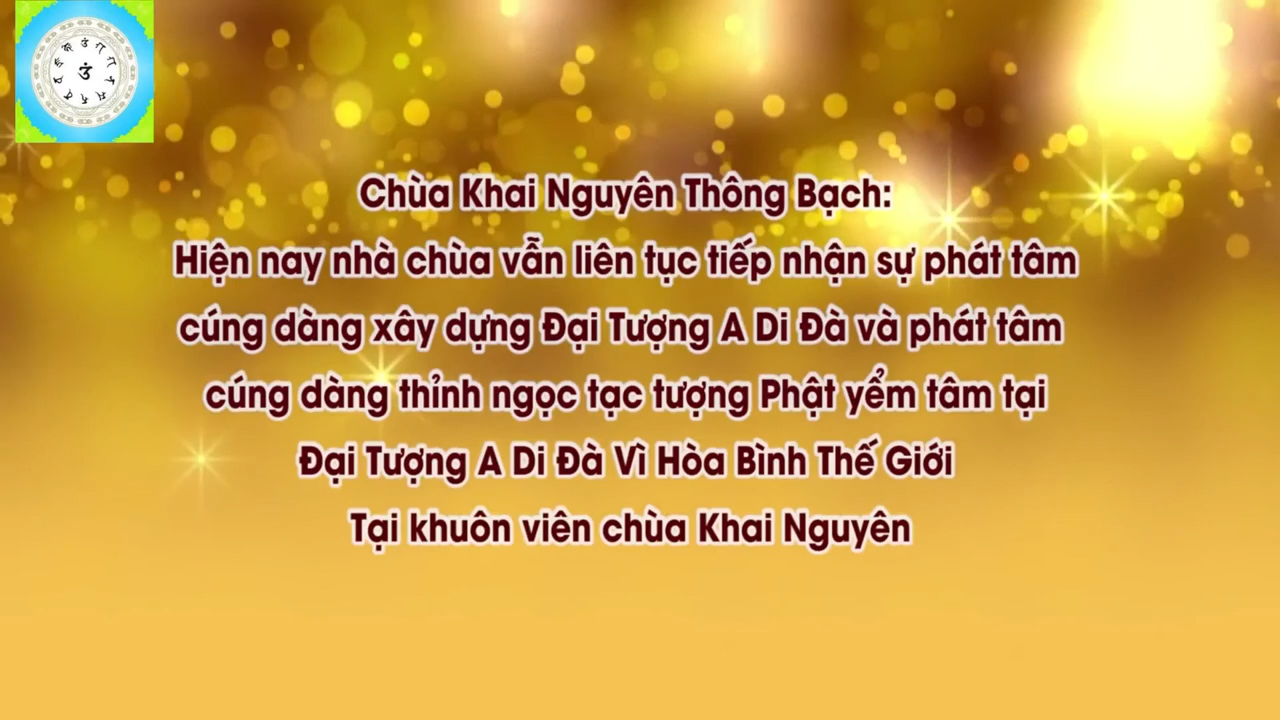 Chùa Khai Nguyên Thông Bạch:
Hiện nay nhà chùa vẫn liên tục tiếp nhận sự phát tâm
cúng dàng xây dựng Đại Tượng A Di Đà và phát tâm
cúng dàng thỉnh ngọc tạc tượng Phật yểm tâm tại
Đại Tượng A Di Đà Vì Hòa Bình Thế Giới
Tại khuôn viên chùa Khai Nguyên